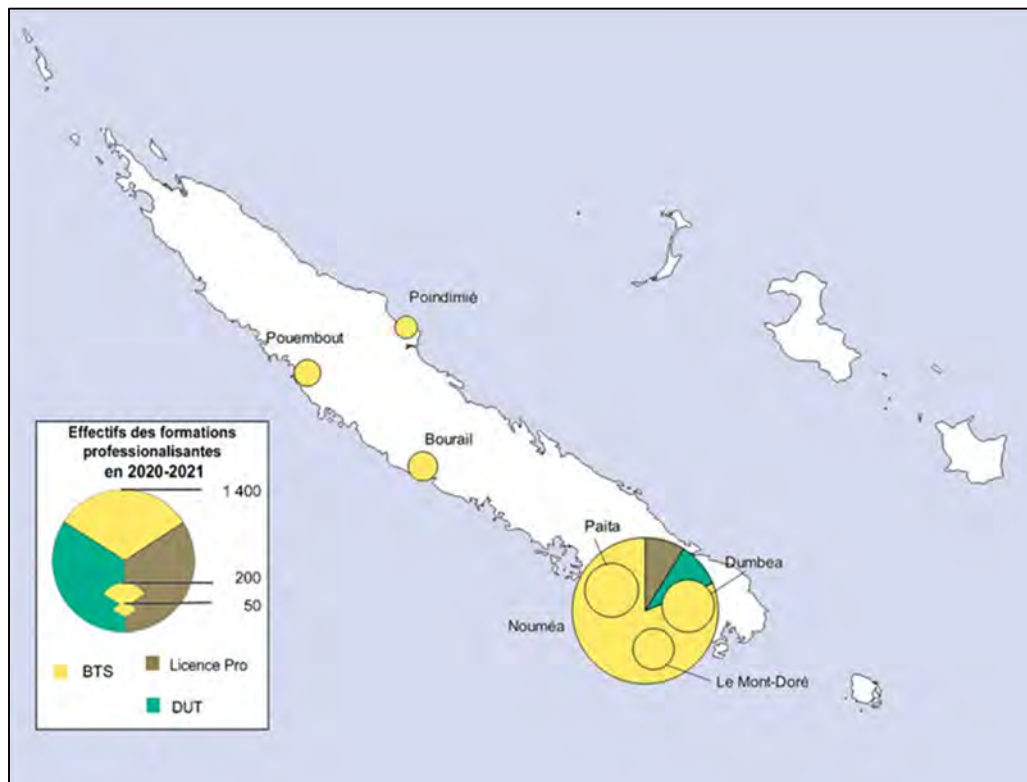 Poindimié
Pouembout
Bourail
Paita
Dumbea
Nouméa
Le Mont-Doré
Effectifs des formations
professionalisantes
en 2020-2021
1 400
200
50
BTS
Licence Pro
DUT